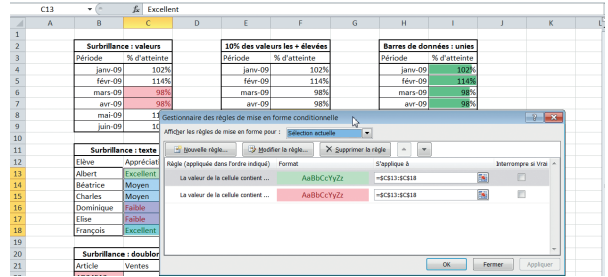 C13 fx Excellent
A B C D E F G H I J K L
1
2 Surbrillance : valeurs 10% des valeurs les + élevées Barres de données : unies
3 Période % d'atteinte Période % d'atteinte Période % d'atteinte
4 janv-09 102% janv-09 102% janv-09 102%
5 févr-09 114% févr-09 114% févr-09 114%
6 mars-09 98% mars-09 98% mars-09 98%
7 avr-09 98% avr-09 98% avr-09 98%
8 mai-09 11
9 juin-09 10
10
11 Surbrillance : texte
12 Elève Appréciati
13 Albert Excellent
14 Béatrice Moyen
15 Charles Moyen
16 Dominique Faible
17 Elise Faible
18 François Excellent
19
20 Surbrillance : doublor
21 Article Ventes
Gestionnaire des règles de mise en forme conditionnelle
Afficher les règles de mise en forme pour : Sélection actuelle
Nouvelle règle... Modifier la règle... Supprimer la règle
Règle (appliquée dans l'ordre indiqué) Format S'applique à Interrompre si Vrai
La valeur de la cellule contient ... AaBbCcYyZz =$C$13:$C$18
La valeur de la cellule contient ... AaBbCcYyZz =$C$13:$C$18
OK Fermer Appliquer